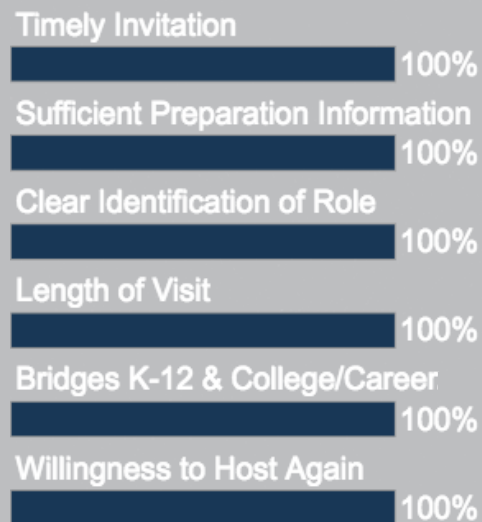 Timely Invitation
100%
Sufficient Preparation Information
100%
Clear Identification of Role
100%
Length of Visit
100%
Bridges K-12 & College/Career
100%
Willingness to Host Again
100%